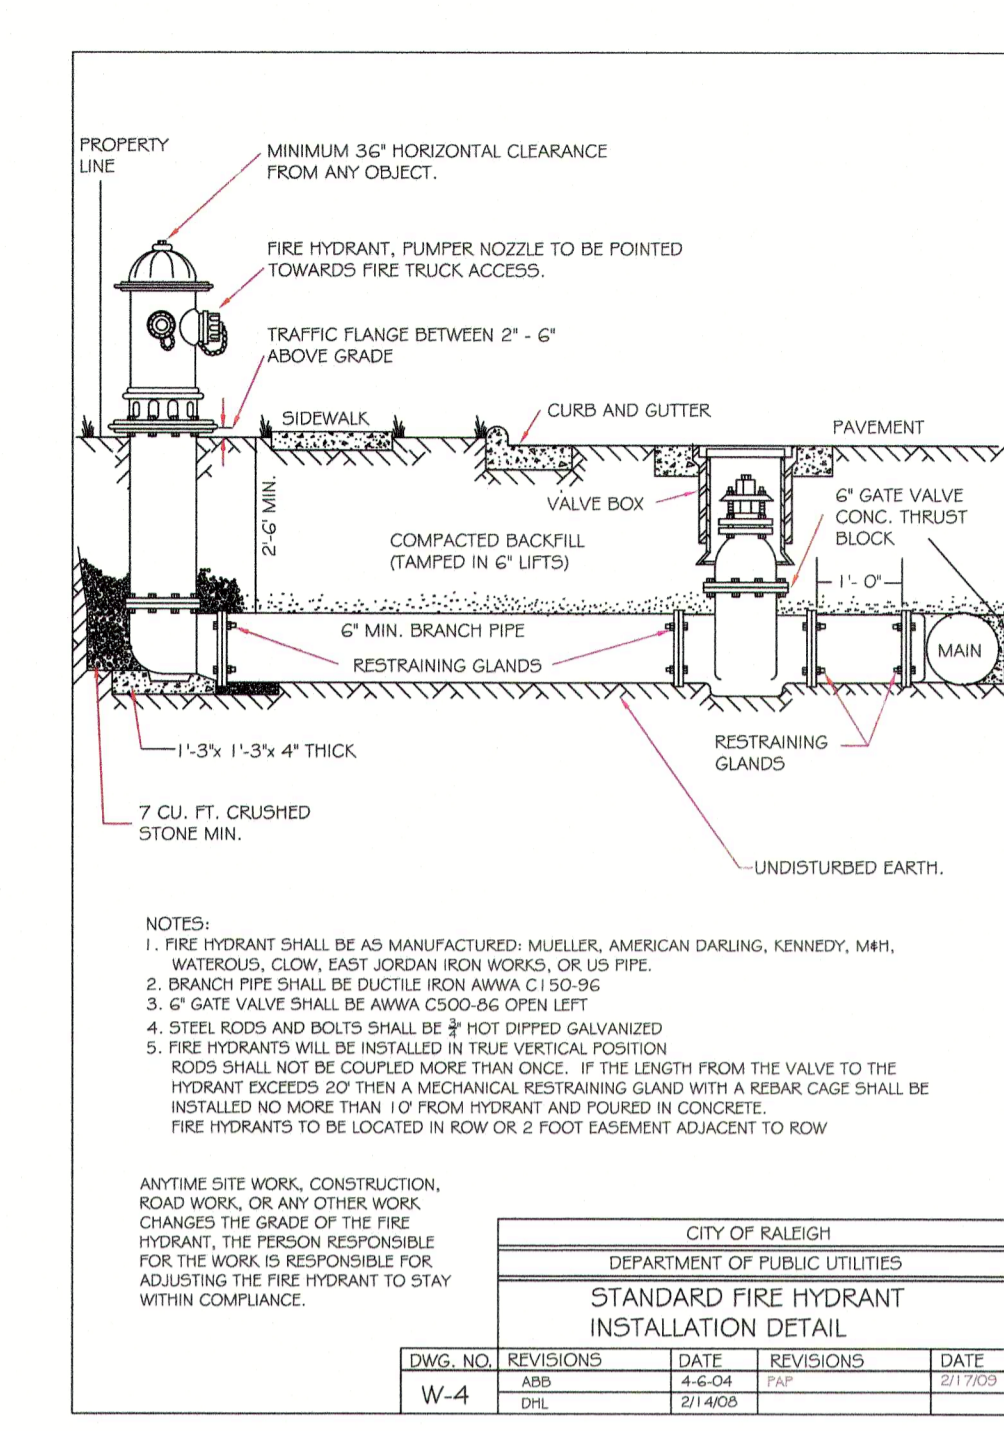 PROPERTY
LINE
MINIMUM 36" HORIZONTAL CLEARANCE
FROM ANY OBJECT.
FIRE HYDRANT, PUMPER NOZZLE TO BE POINTED
TOWARDS FIRE TRUCK ACCESS.
TRAFFIC FLANGE BETWEEN 2" - 6"
ABOVE GRADE
SIDEWALK
CURB AND GUTTER
PAVEMENT
2'-6' MIN.
VALVE BOX
6" GATE VALVE
CONC. THRUST
BLOCK
COMPACTED BACKFILL
(TAMPED IN 6" LIFTS)
1'- 0"
6" MIN. BRANCH PIPE
RESTRAINING GLANDS
MAIN
RESTRAINING
GLANDS
1'-3"x 1'-3"x 4" THICK
7 CU. FT. CRUSHED
STONE MIN.
UNDISTURBED EARTH.
NOTES:
1. FIRE HYDRANT SHALL BE AS MANUFACTURED: MUELLER, AMERICAN DARLING, KENNEDY, M&H,
WATEROUS, CLOW, EAST JORDAN IRON WORKS, OR US PIPE.
2. BRANCH PIPE SHALL BE DUCTILE IRON AWWA C150-96
3. 6" GATE VALVE SHALL BE AWWA C500-86 OPEN LEFT
4. STEEL RODS AND BOLTS SHALL BE 3/4" HOT DIPPED GALVANIZED
5. FIRE HYDRANTS WILL BE INSTALLED IN TRUE VERTICAL POSITION
RODS SHALL NOT BE COUPLED MORE THAN ONCE. IF THE LENGTH FROM THE VALVE TO THE
HYDRANT EXCEEDS 20' THEN A MECHANICAL RESTRAINING GLAND WITH A REBAR CAGE SHALL BE
INSTALLED NO MORE THAN 10' FROM HYDRANT AND POURED IN CONCRETE.
FIRE HYDRANTS TO BE LOCATED IN ROW OR 2 FOOT EASEMENT ADJACENT TO ROW
ANYTIME SITE WORK, CONSTRUCTION,
ROAD WORK, OR ANY OTHER WORK
CHANGES THE GRADE OF THE FIRE
HYDRANT, THE PERSON RESPONSIBLE
FOR THE WORK IS RESPONSIBLE FOR
ADJUSTING THE FIRE HYDRANT TO STAY
WITHIN COMPLIANCE.
CITY OF RALEIGH
DEPARTMENT OF PUBLIC UTILITIES
STANDARD FIRE HYDRANT
INSTALLATION DETAIL
DWG. NO. REVISIONS DATE REVISIONS DATE
W-4
ABB 4-6-04 PAP 2/17/09
DHL 2/14/08